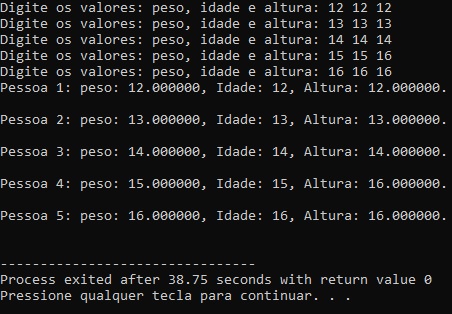 Digite os valores: peso, idade e altura: 12 12 12
Digite os valores: peso, idade e altura: 13 13 13
Digite os valores: peso, idade e altura: 14 14 14
Digite os valores: peso, idade e altura: 15 15 16
Digite os valores: peso, idade e altura: 16 16 16
Pessoa 1: peso: 12.000000, Idade: 12, Altura: 12.000000.
Pessoa 2: peso: 13.000000, Idade: 13, Altura: 13.000000.
Pessoa 3: peso: 14.000000, Idade: 14, Altura: 14.000000.
Pessoa 4: peso: 15.000000, Idade: 15, Altura: 16.000000.
Pessoa 5: peso: 16.000000, Idade: 16, Altura: 16.000000.
--------------------------------
Process exited after 38.75 seconds with return value 0
Pressione qualquer tecla para continuar. . .